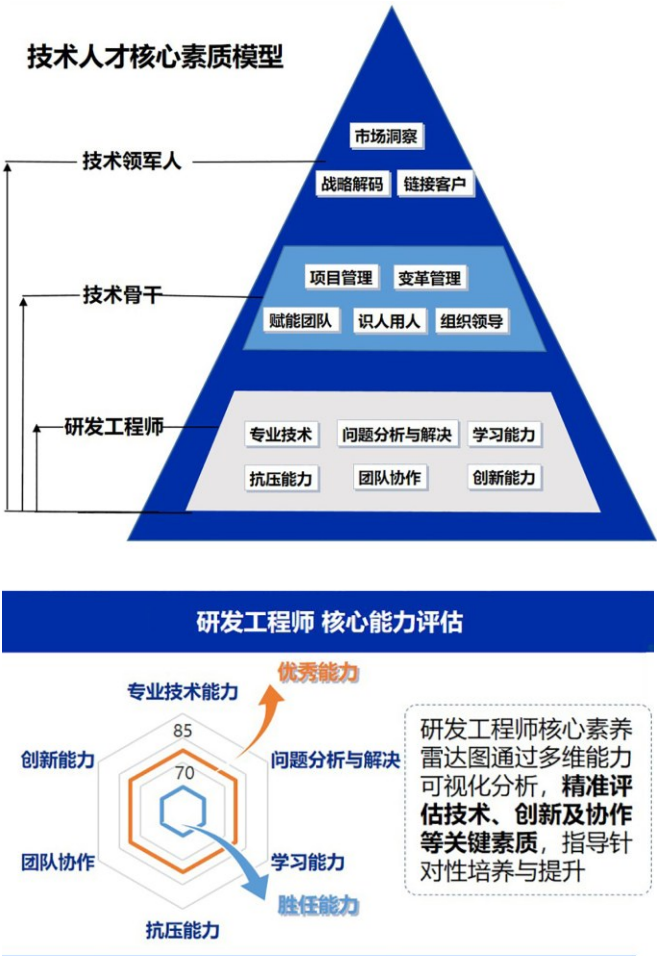 技术人才核心素质模型
市场洞察
技术领军人
战略解码 链接客户
项目管理 变革管理
技术骨干
赋能团队 识人用人 组织领导
研发工程师
专业技术 问题分析与解决 学习能力
抗压能力 团队协作 创新能力
研发工程师 核心能力评估
优秀能力
专业技术能力
85
创新能力
问题分析与解决
70
团队协作
学习能力
胜任能力
抗压能力
研发工程师核心素养
雷达图通过多维能力
可视化分析，精准评
估技术、创新及协作
等关键素质，指导针
对性培养与提升